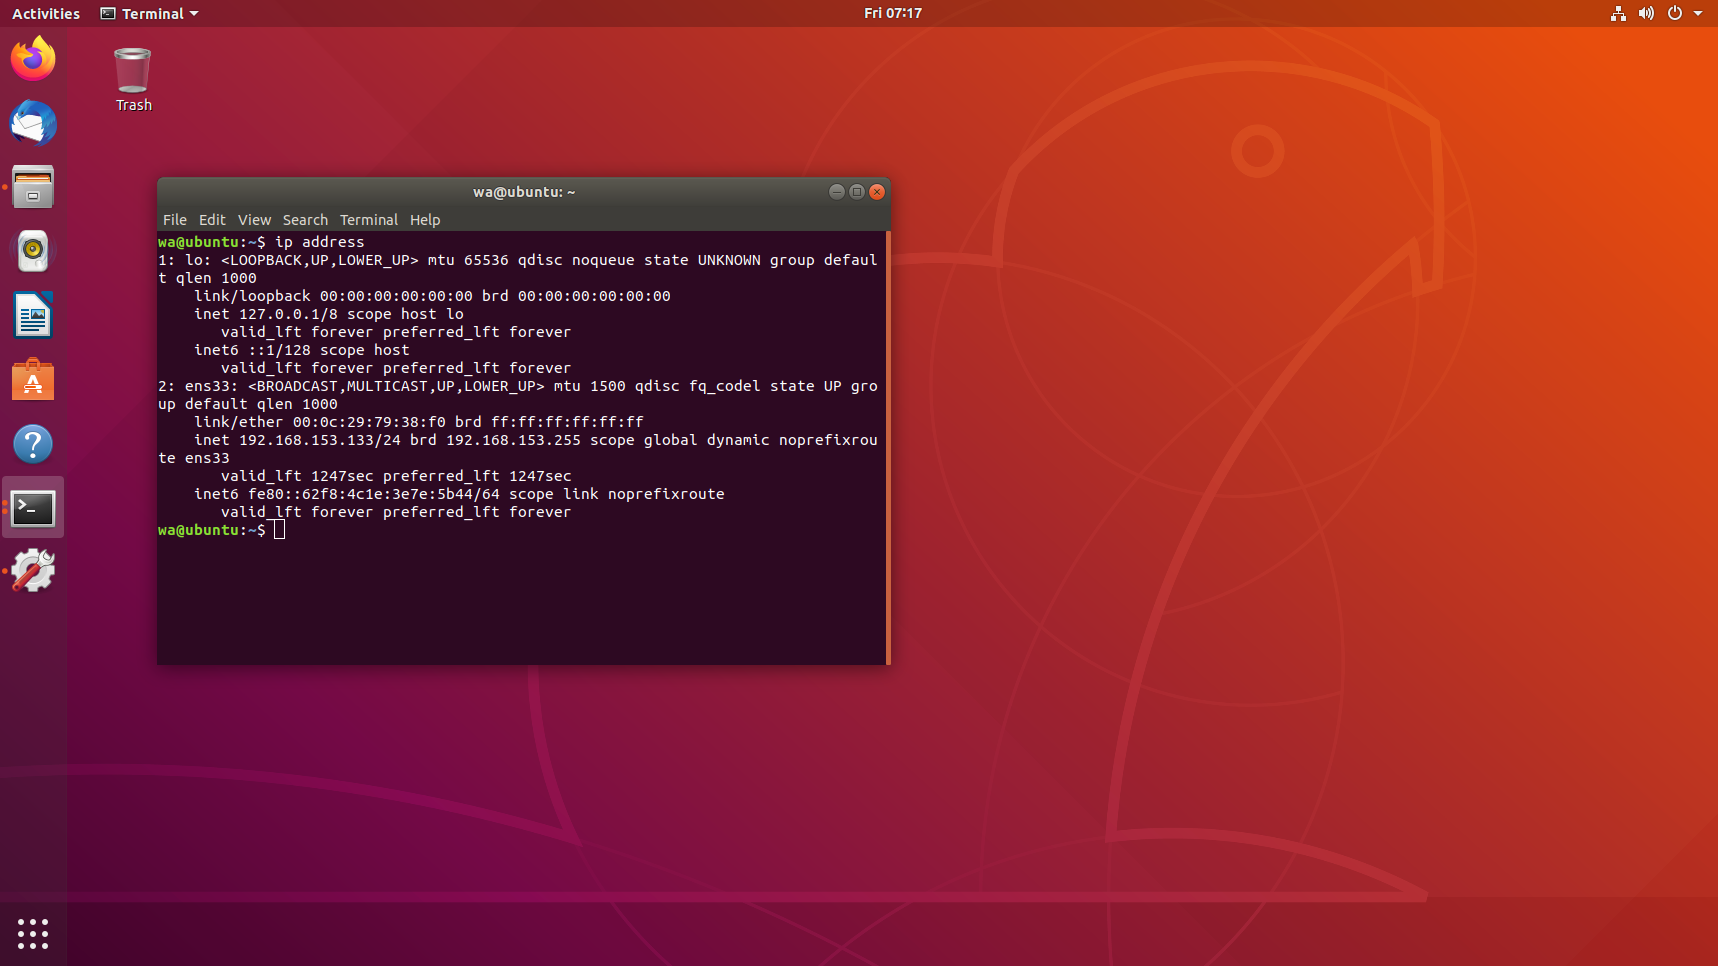 Activities
Terminal
Fri 07:17
Trash
wa@ubuntu: ~
File Edit View Search Terminal Help
wa@ubuntu:~$ ip address
1: lo: <LOOPBACK,UP,LOWER_UP> mtu 65536 qdisc noqueue state UNKNOWN group defaul
t qlen 1000
    link/loopback 00:00:00:00:00:00 brd 00:00:00:00:00:00
    inet 127.0.0.1/8 scope host lo
       valid_lft forever preferred_lft forever
    inet6 ::1/128 scope host
       valid_lft forever preferred_lft forever
2: ens33: <BROADCAST,MULTICAST,UP,LOWER_UP> mtu 1500 qdisc fq_codel state UP gro
up default qlen 1000
    link/ether 00:0c:29:79:38:f0 brd ff:ff:ff:ff:ff:ff
    inet 192.168.153.133/24 brd 192.168.153.255 scope global dynamic noprefixrou
te ens33
       valid_lft 1247sec preferred_lft 1247sec
    inet6 fe80::62f8:4c1e:3e7e:5b44/64 scope link noprefixroute
       valid_lft forever preferred_lft forever
wa@ubuntu:~$